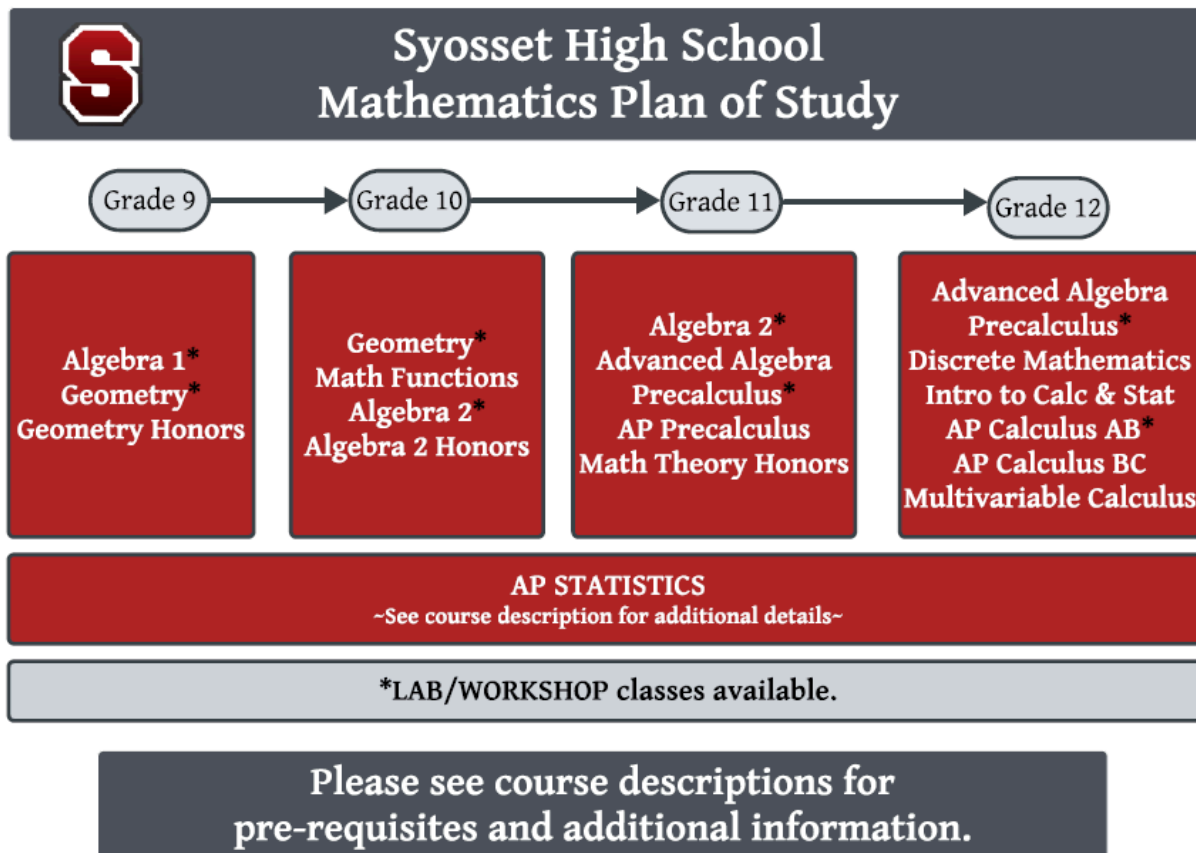 S
Syosset High School
Mathematics Plan of Study
Grade 9
Grade 10
Grade 11
Grade 12
Algebra 1*
Geometry*
Geometry Honors
Geometry*
Math Functions
Algebra 2*
Algebra 2 Honors
Algebra 2*
Advanced Algebra
Precalculus*
AP Precalculus
Math Theory Honors
Advanced Algebra
Precalculus*
Discrete Mathematics
Intro to Calc & Stat
AP Calculus AB*
AP Calculus BC
Multivariable Calculus
AP STATISTICS
~See course description for additional details~
*LAB/WORKSHOP classes available.
Please see course descriptions for
pre-requisites and additional information.